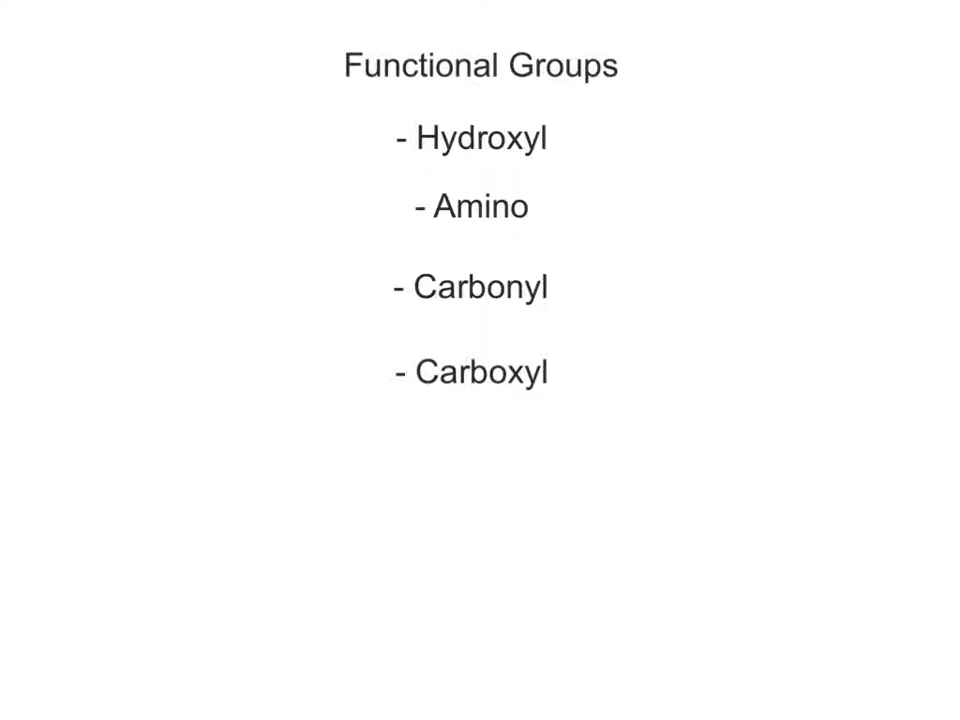 Functional Groups
- Hydroxyl
- Amino
- Carbonyl
- Carboxyl